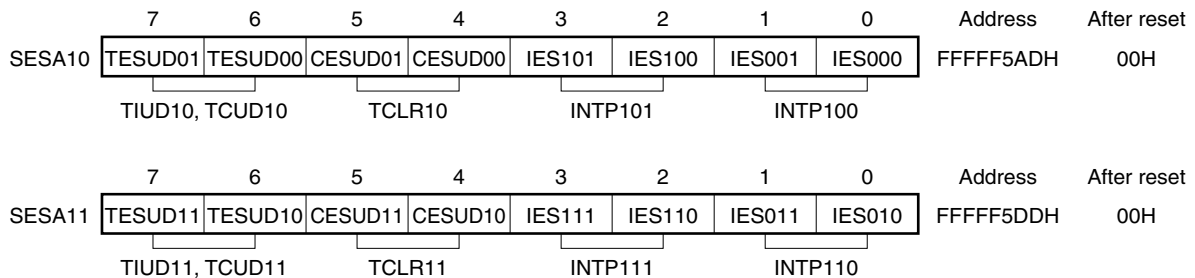 7 6 5 4 3 2 1 0 Address After reset
SESA10 TESUD01 TESUD00 CESUD01 CESUD00 IES101 IES100 IES001 IES000 FFFFF5ADH 00H
TIUD10, TCUD10 TCLR10 INTP101 INTP100
7 6 5 4 3 2 1 0 Address After reset
SESA11 TESUD11 TESUD10 CESUD11 CESUD10 IES111 IES110 IES011 IES010 FFFFF5DDH 00H
TIUD11, TCUD11 TCLR11 INTP111 INTP110